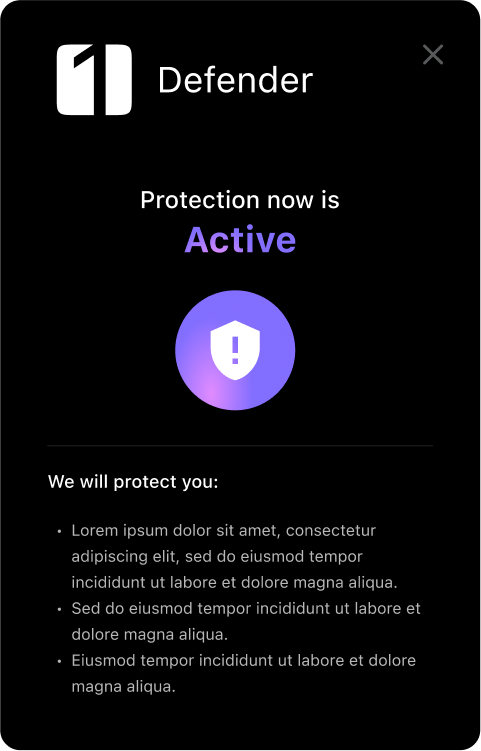 1 Defender
Protection now is
Active
We will protect you:
• Lorem ipsum dolor sit amet, consectetur
adipiscing elit, sed do eiusmod tempor
incididunt ut labore et dolore magna aliqua.
• Sed do eiusmod tempor incididunt ut labore et
dolore magna aliqua.
• Eiusmod tempor incididunt ut labore et dolore
magna aliqua.